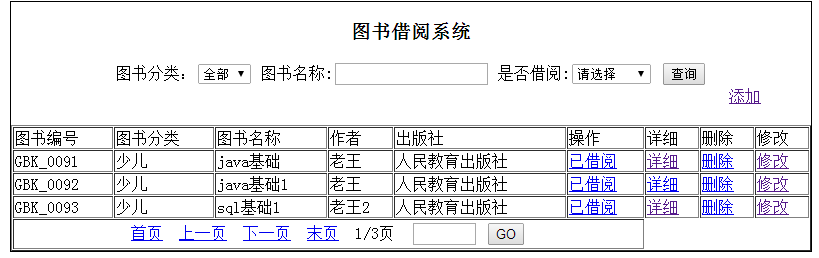 图书借阅系统
图书分类： 全部 图书名称: 是否借阅: 请选择 查询
添加
图书编号 图书分类 图书名称 作者 出版社 操作 详细 删除 修改
GBK_0091 少儿 java基础 老王 人民教育出版社 已借阅 详细 删除 修改
GBK_0092 少儿 java基础1 老王 人民教育出版社 已借阅 详细 删除 修改
GBK_0093 少儿 sql基础1 老王2 人民教育出版社 已借阅 详细 删除 修改
首页 上一页 下一页 末页 1/3页 GO